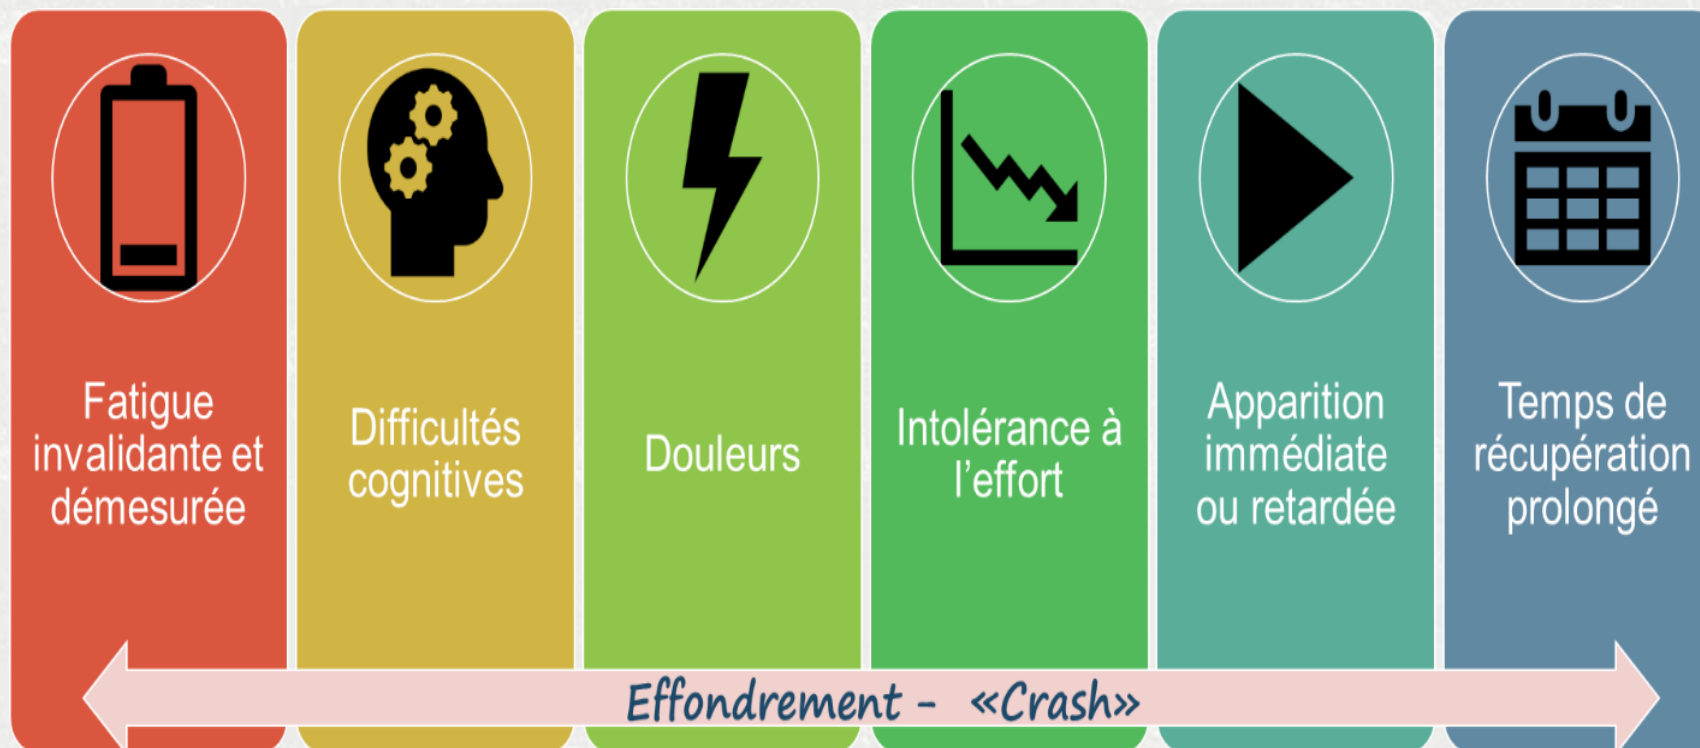 Fatigue
invalidante et
démesurée
Difficultés
cognitives
Douleurs
Intolérance à
l’effort
Apparition
immédiate
ou retardée
Temps de
récupération
prolongé
Effondrement - «Crash»